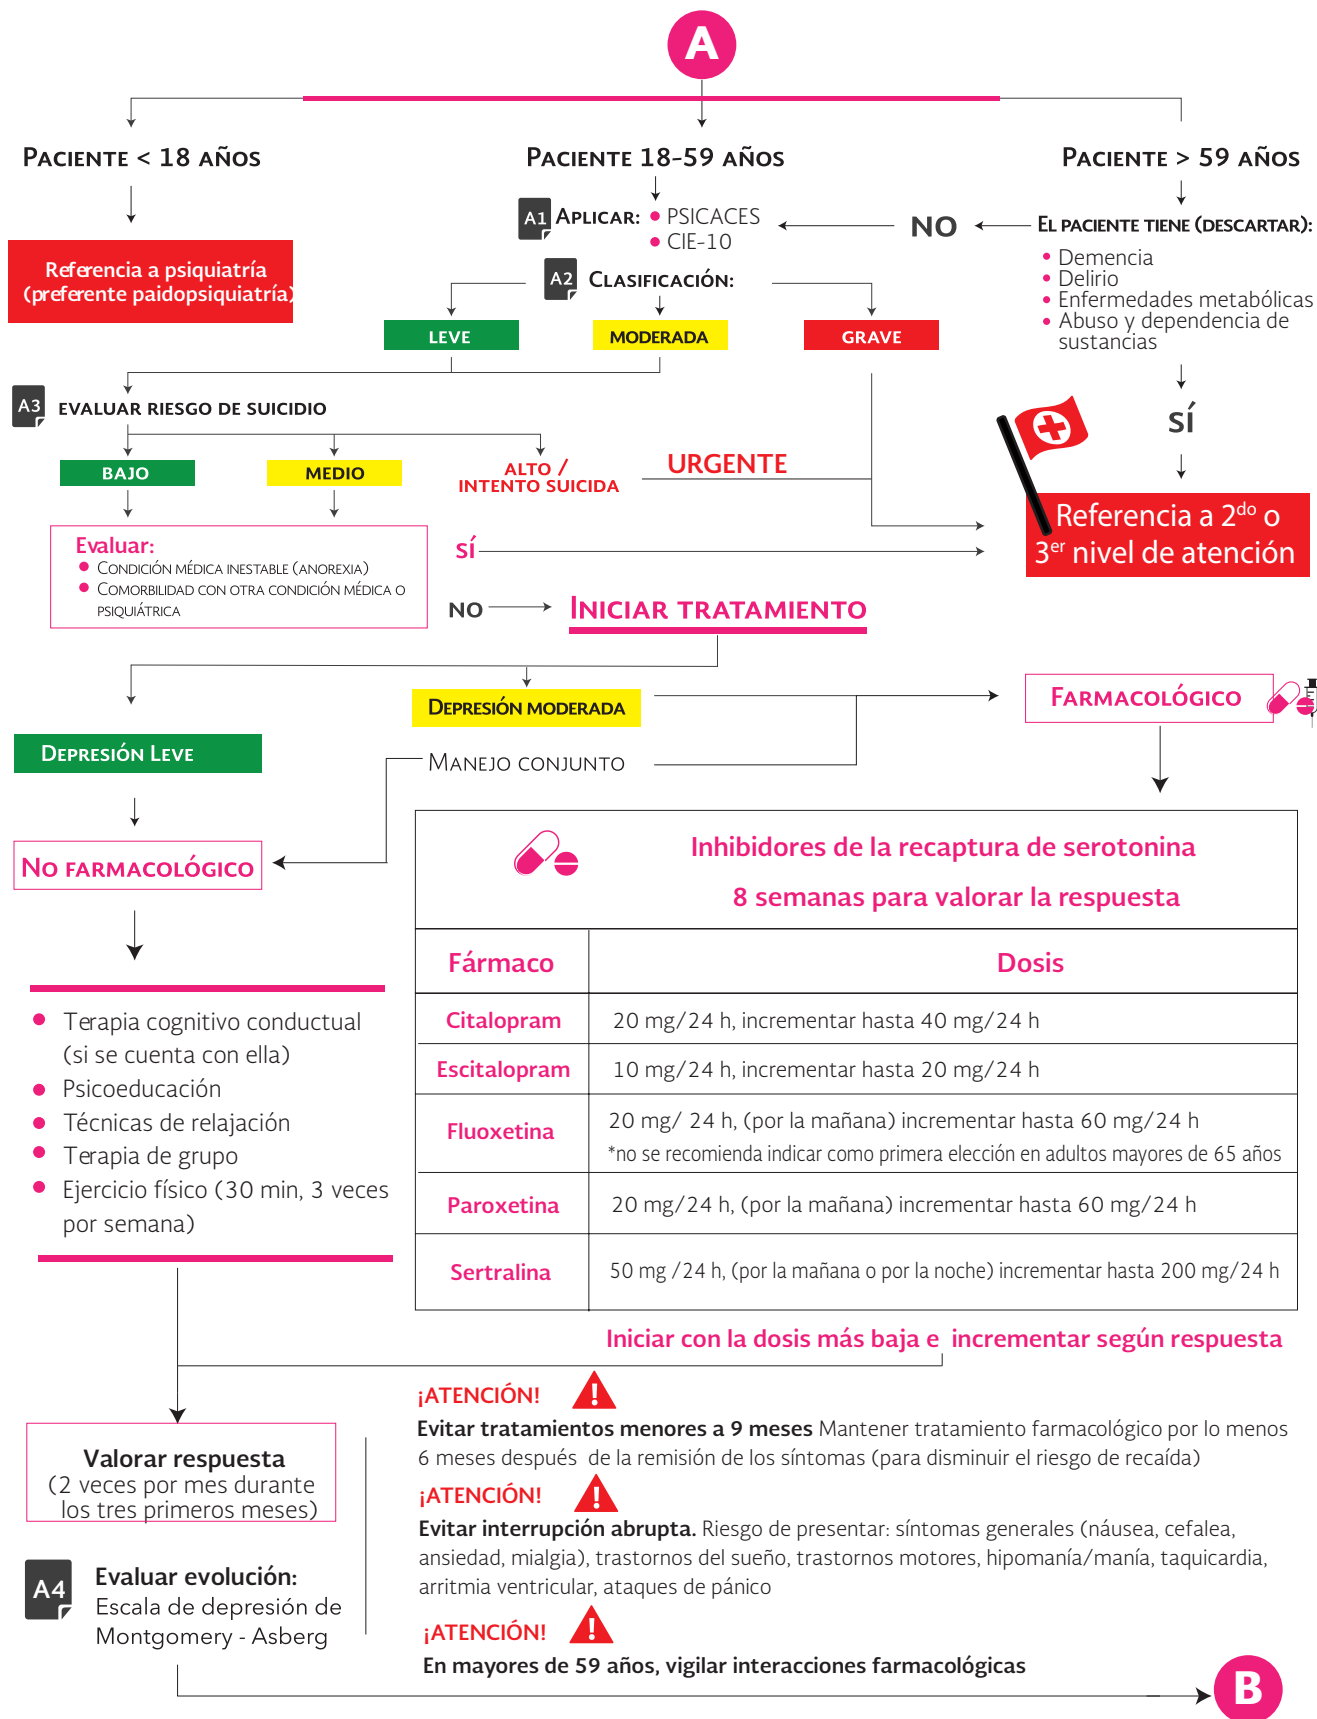 A
Paciente < 18 años
Paciente 18-59 años
Paciente > 59 años
Referencia a psiquiatría
(preferente paidopsiquiatría)
A1
Aplicar:
PSICACES
CIE-10
NO
El paciente tiene (descartar):
Demencia
Delirio
Enfermedades metabólicas
Abuso y dependencia de
sustancias
A2
Clasificación:
LEVE
MODERADA
GRAVE
A3
EVALUAR RIESGO DE SUICIDIO
SÍ
BAJO
MEDIO
ALTO /
INTENTO SUICIDA
URGENTE
Referencia a 2do o
3er nivel de atención
Evaluar:
Condición médica inestable (anorexia)
Comorbilidad con otra condición médica o
psiquiátrica
SÍ
NO
Iniciar tratamiento
Depresión moderada
Farmacológico
Depresión Leve
Manejo conjunto
No farmacológico
Inhibidores de la recaptura de serotonina
8 semanas para valorar la respuesta
Fármaco
Dosis
Citalopram
20 mg/24 h, incrementar hasta 40 mg/24 h
Escitalopram
10 mg/24 h, incrementar hasta 20 mg/24 h
Fluoxetina
20 mg/ 24 h, (por la mañana) incrementar hasta 60 mg/24 h
*no se recomienda indicar como primera elección en adultos mayores de 65 años
Paroxetina
20 mg/24 h, (por la mañana) incrementar hasta 60 mg/24 h
Sertralina
50 mg /24 h, (por la mañana o por la noche) incrementar hasta 200 mg/24 h
Iniciar con la dosis más baja e incrementar según respuesta
Terapia cognitivo conductual
(si se cuenta con ella)
Psicoeducación
Técnicas de relajación
Terapia de grupo
Ejercicio físico (30 min, 3 veces
por semana)
Valorar respuesta
(2 veces por mes durante
los tres primeros meses)
A4
Evaluar evolución:
Escala de depresión de
Montgomery - Asberg
¡ATENCIÓN!
Evitar tratamientos menores a 9 meses Mantener tratamiento farmacológico por lo menos
6 meses después de la remisión de los síntomas (para disminuir el riesgo de recaída)
¡ATENCIÓN!
Evitar interrupción abrupta. Riesgo de presentar: síntomas generales (náusea, cefalea,
ansiedad, mialgia), trastornos del sueño, trastornos motores, hipomanía/manía, taquicardia,
arritmia ventricular, ataques de pánico
¡ATENCIÓN!
En mayores de 59 años, vigilar interacciones farmacológicas
B